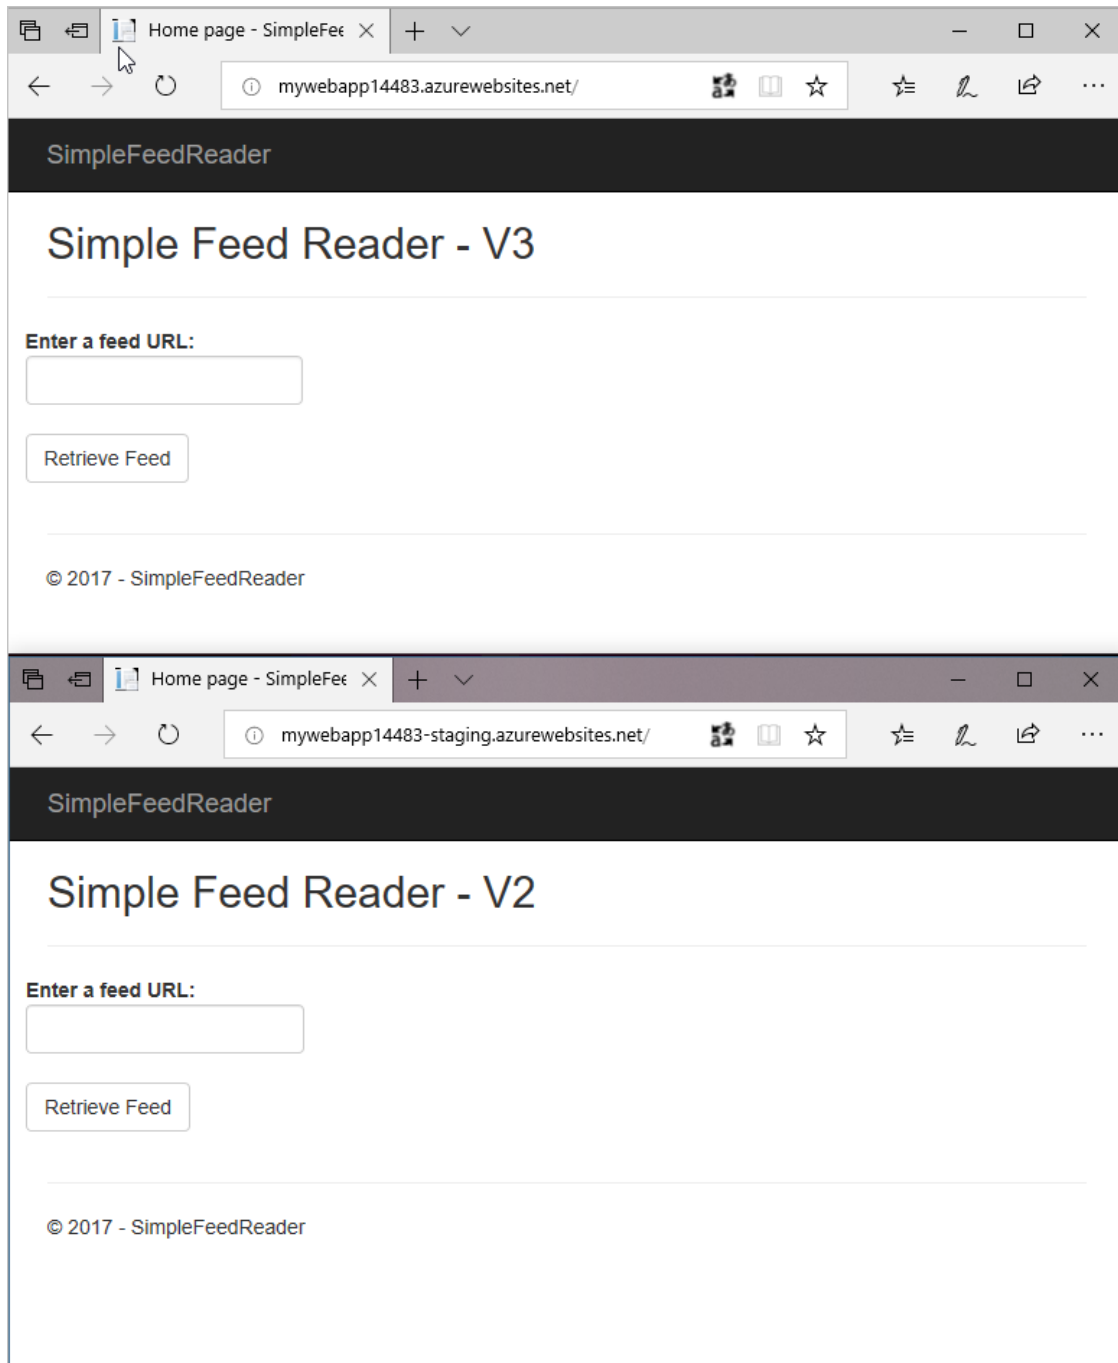 Home page - SimpleFee
mywebapp14483.azurewebsites.net/
SimpleFeedReader
Simple Feed Reader - V3
Enter a feed URL:
Retrieve Feed
© 2017 - SimpleFeedReader
Home page - SimpleFee
mywebapp14483-staging.azurewebsites.net/
SimpleFeedReader
Simple Feed Reader - V2
Enter a feed URL:
Retrieve Feed
© 2017 - SimpleFeedReader